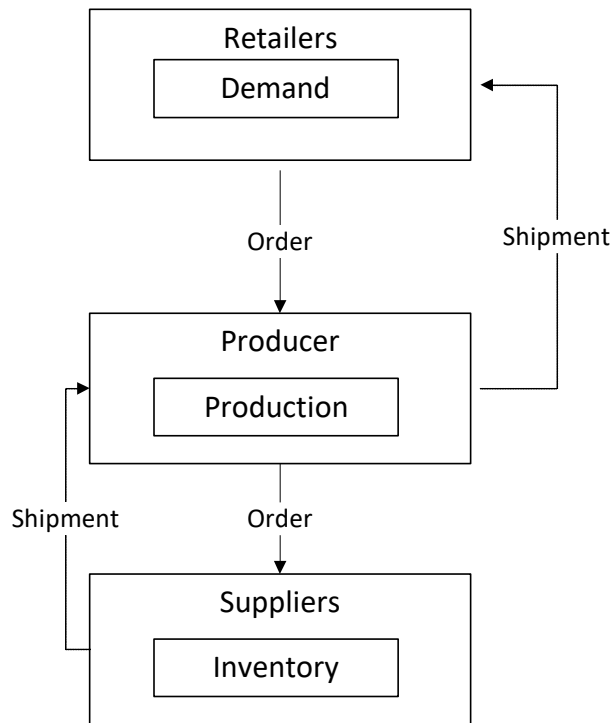 Retailers
Demand
Order
Shipment
Producer
Production
Shipment
Order
Suppliers
Inventory